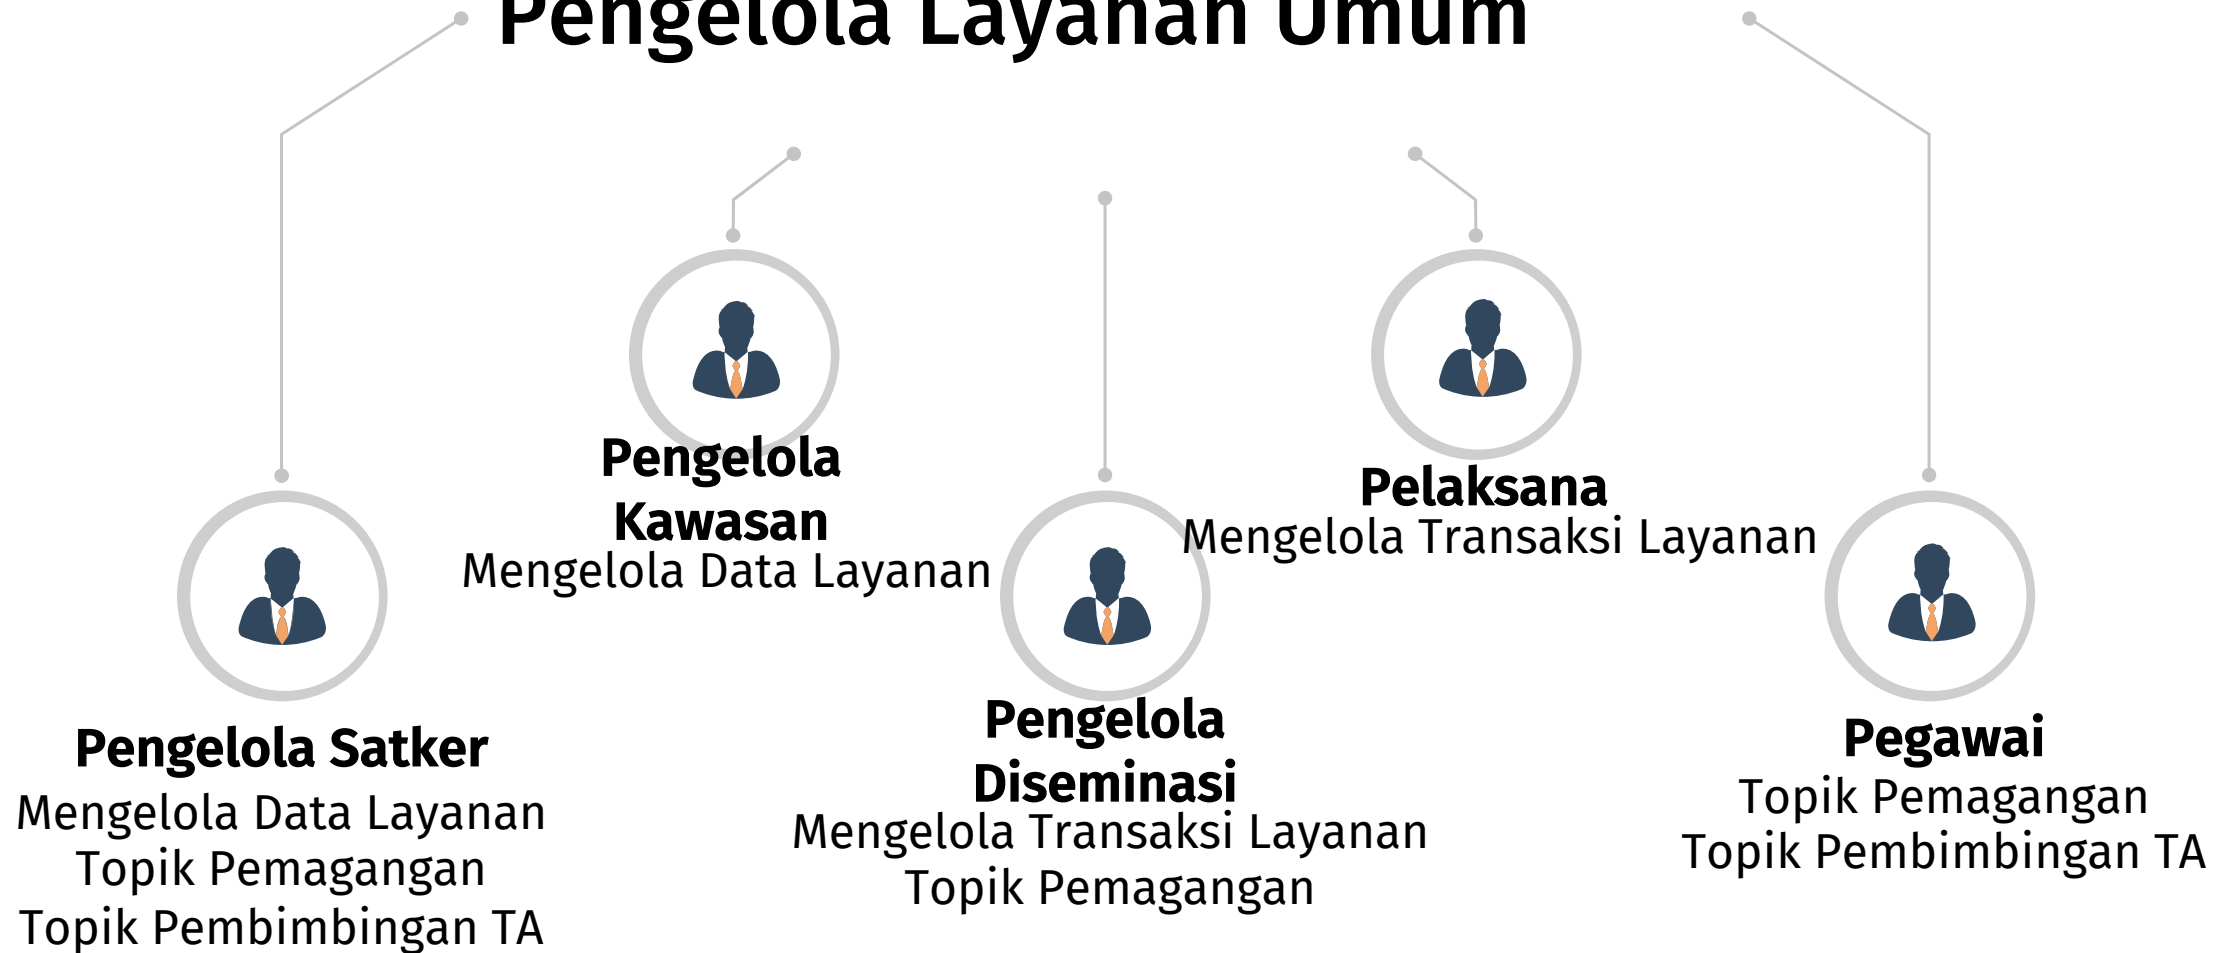 Pengelola Layanan Umum
Pengelola
Kawasan
Mengelola Data Layanan
Pelaksana
Mengelola Transaksi Layanan
Pengelola Satker
Mengelola Data Layanan
Topik Pemagangan
Topik Pembimbingan TA
Pengelola
Diseminasi
Mengelola Transaksi Layanan
Topik Pemagangan
Pegawai
Topik Pemagangan
Topik Pembimbingan TA